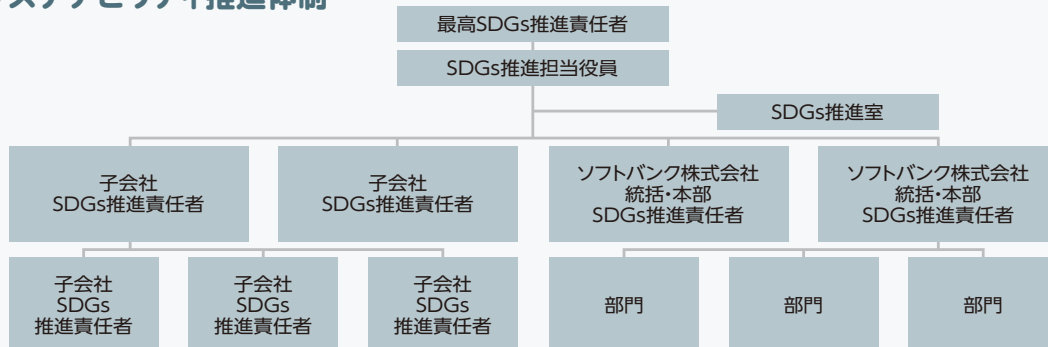 最高SDGs推進責任者
SDGs推進担当役員
SDGs推進室
子会社
SDGs推進責任者
子会社
SDGs推進責任者
ソフトバンク株式会社
統括・本部
SDGs推進責任者
ソフトバンク株式会社
統括・本部
SDGs推進責任者
子会社
SDGs
推進責任者
子会社
SDGs
推進責任者
子会社
SDGs
推進責任者
部門
部門
部門